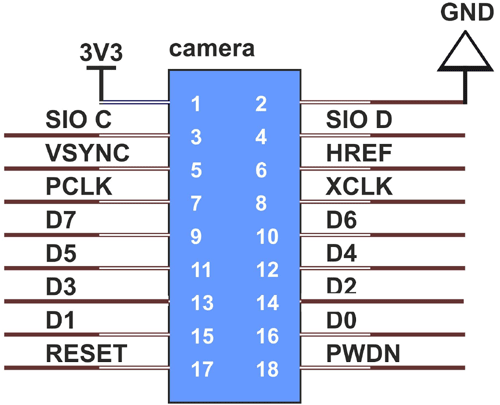 GND
3V3 camera
1 2
SIO C 3 4 SIO D
VSYNC 5 6 HREF
PCLK 7 8 XCLK
D7 9 10 D6
D5 11 12 D4
D3 13 14 D2
D1 15 16 D0
RESET 17 18 PWDN